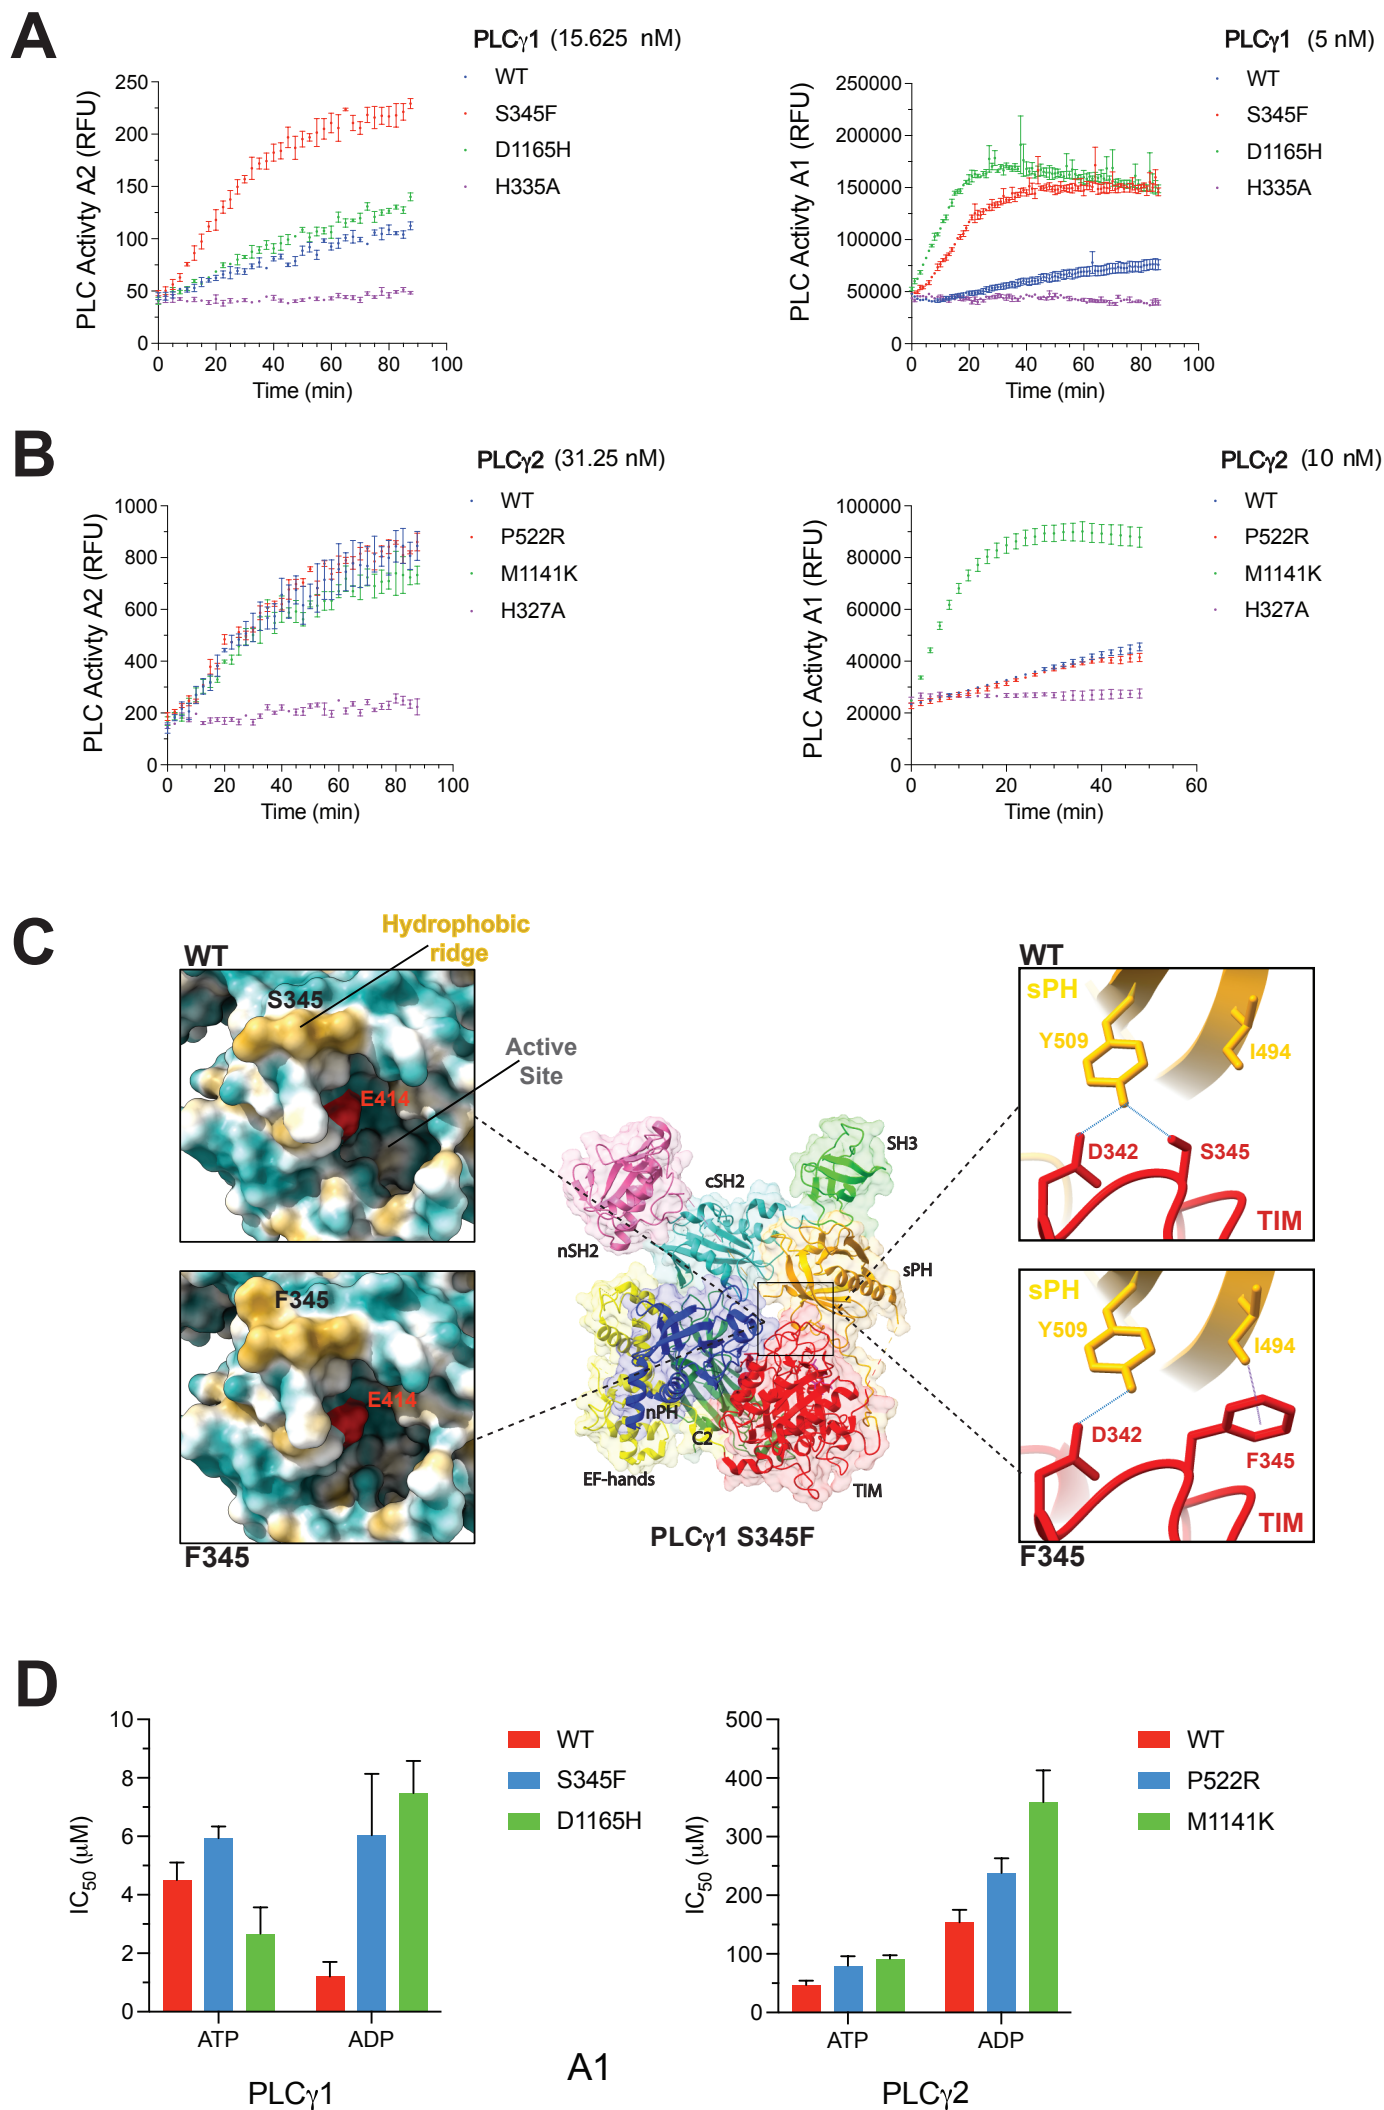 A
PLCγ1 (15.625 nM)
WT
S345F
D1165H
H335A
PLC Activty A2 (RFU)
250
200
150
100
50
0
0 20 40 60 80 100
Time (min)
PLCγ1 (5 nM)
WT
S345F
D1165H
H335A
PLC Activty A1 (RFU)
250000
200000
150000
100000
50000
0
0 20 40 60 80 100
Time (min)
B
PLCγ2 (31.25 nM)
WT
P522R
M1141K
H327A
PLC Activty A2 (RFU)
1000
800
600
400
200
0
0 20 40 60 80 100
Time (min)
PLCγ2 (10 nM)
WT
P522R
M1141K
H327A
PLC Activty A1 (RFU)
100000
80000
60000
40000
20000
0
0 20 40 60
Time (min)
C
Hydrophobic
ridge
WT
S345
E414
Active
Site
F345
E414
F345
nSH2
cSH2
SH3
sPH
nPH
C2
EF-hands
TIM
PLCγ1 S345F
WT
sPH
Y509
I494
D342
S345
TIM
sPH
Y509
I494
D342
F345
TIM
F345
D
IC50 (μM)
10
8
6
4
2
0
ATP ADP
PLCγ1
WT
S345F
D1165H
A1
IC50 (μM)
500
400
300
200
100
0
ATP ADP
PLCγ2
WT
P522R
M1141K